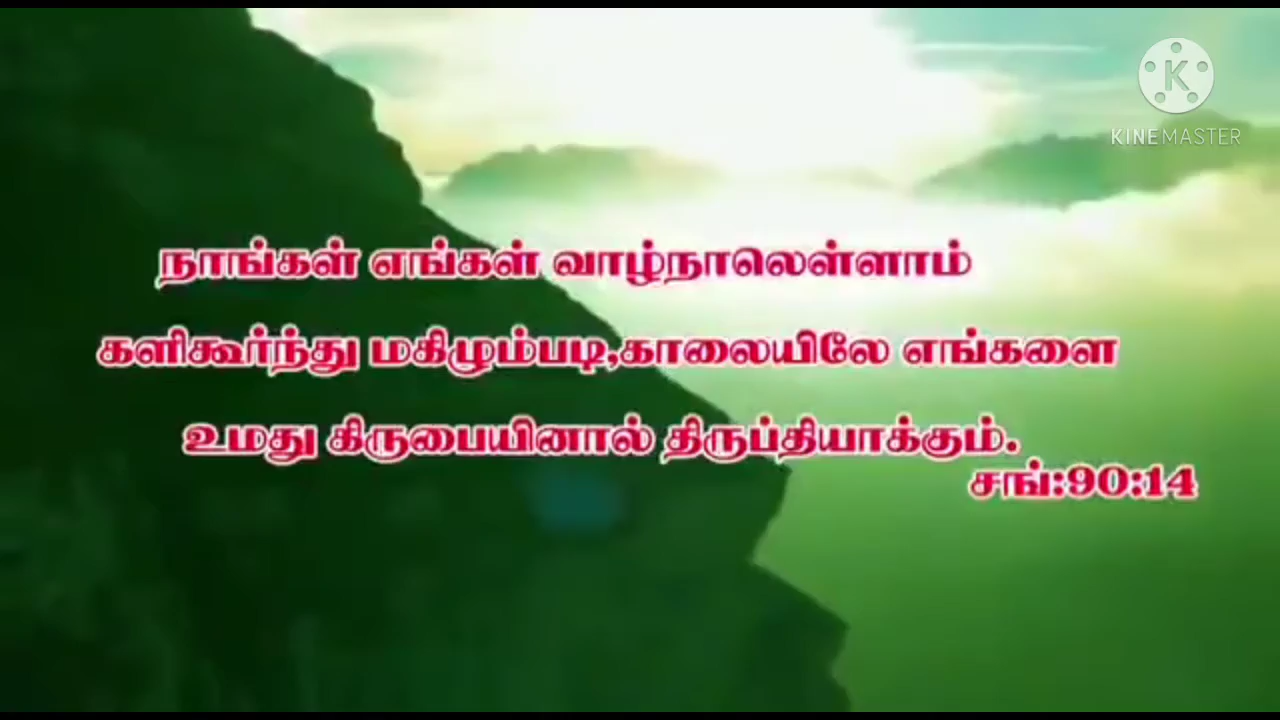 KINEMASTER
நாங்கள் எங்கள் வாழ்நாலெள்ளாம்
களிகூர்ந்து மகிழும்படி,காலையிலே எங்களை
உமது கிருபையினால் திருப்தியாக்கும்.
சங்:90:14